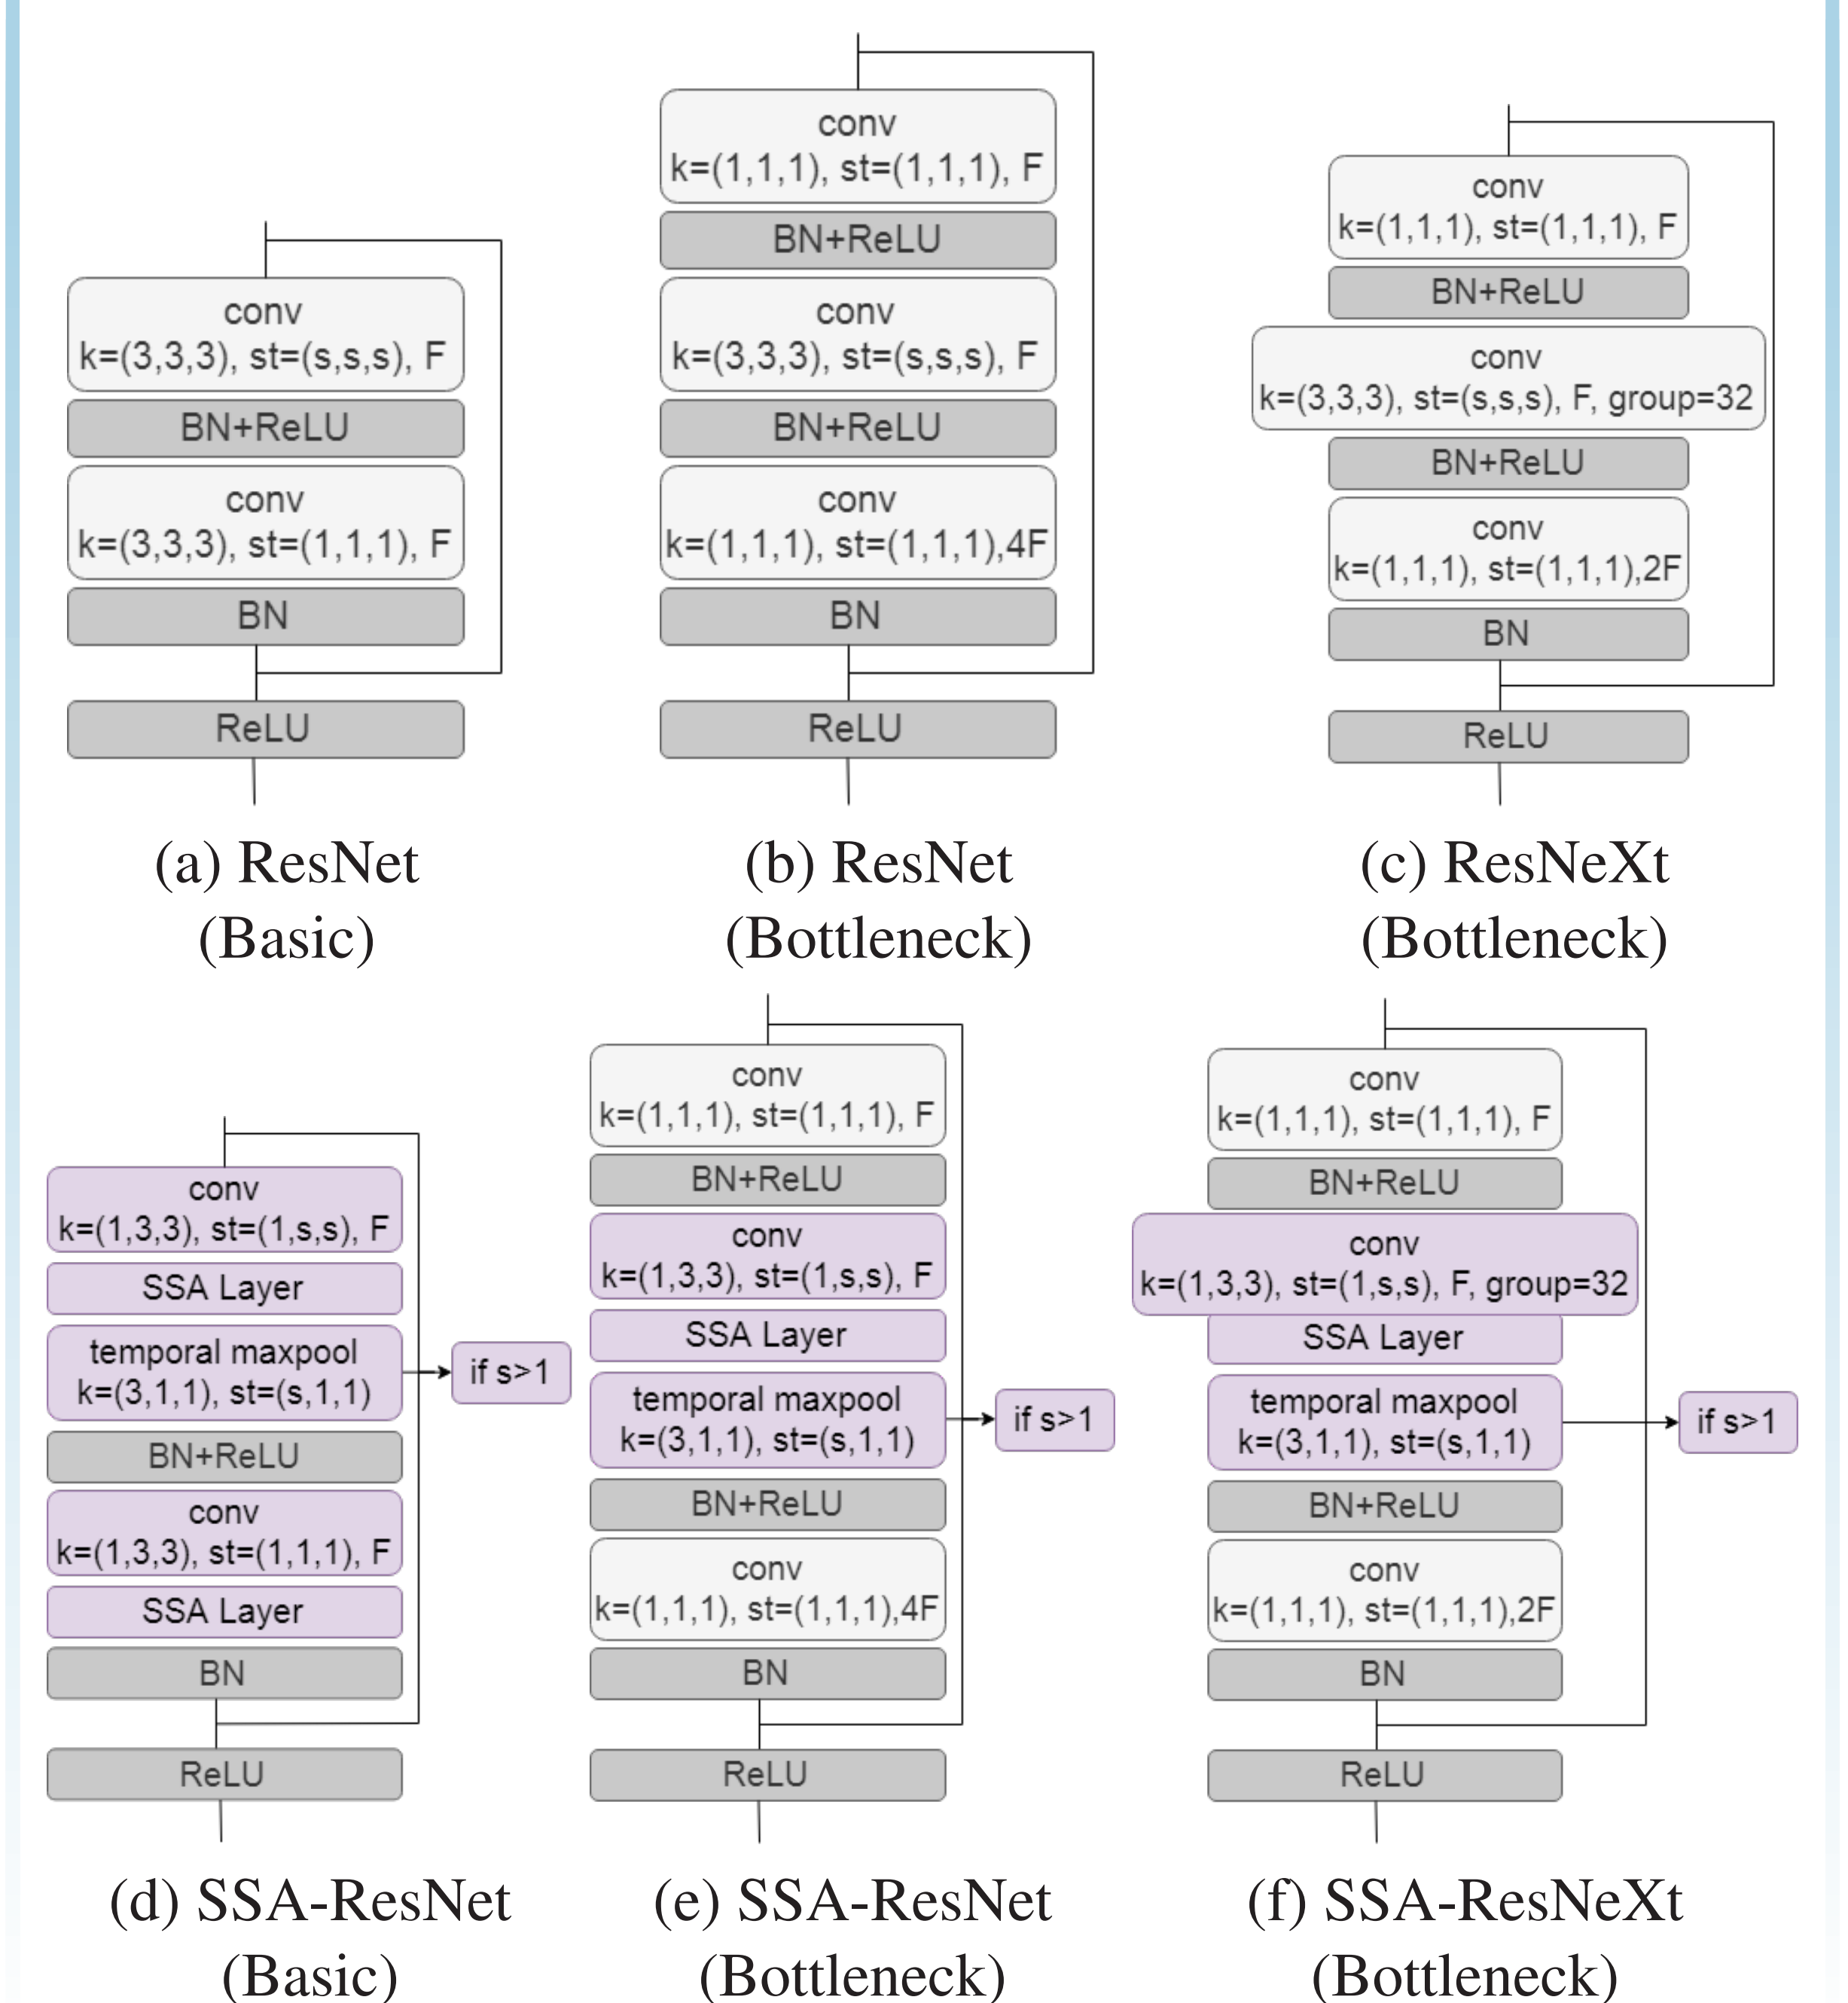 conv
k=(3,3,3), st=(s,s,s), F
BN+ReLU
conv
k=(3,3,3), st=(1,1,1), F
BN
ReLU
(a) ResNet
(Basic)
conv
k=(1,1,1), st=(1,1,1), F
BN+ReLU
conv
k=(3,3,3), st=(s,s,s), F
BN+ReLU
conv
k=(1,1,1), st=(1,1,1),4F
BN
ReLU
(b) ResNet
(Bottleneck)
conv
k=(1,1,1), st=(1,1,1), F
BN+ReLU
conv
k=(3,3,3), st=(s,s,s), F, group=32
BN+ReLU
conv
k=(1,1,1), st=(1,1,1),2F
BN
ReLU
(c) ResNeXt
(Bottleneck)
conv
k=(1,3,3), st=(1,s,s), F
SSA Layer
temporal maxpool
k=(3,1,1), st=(s,1,1)
if s>1
BN+ReLU
conv
k=(1,3,3), st=(1,1,1), F
SSA Layer
BN
ReLU
(d) SSA-ResNet
(Basic)
conv
k=(1,1,1), st=(1,1,1), F
BN+ReLU
conv
k=(1,3,3), st=(1,s,s), F
SSA Layer
temporal maxpool
k=(3,1,1), st=(s,1,1)
if s>1
BN+ReLU
conv
k=(1,1,1), st=(1,1,1),4F
BN
ReLU
(e) SSA-ResNet
(Bottleneck)
conv
k=(1,1,1), st=(1,1,1), F
BN+ReLU
conv
k=(1,3,3), st=(1,s,s), F, group=32
SSA Layer
temporal maxpool
k=(3,1,1), st=(s,1,1)
if s>1
BN+ReLU
conv
k=(1,1,1), st=(1,1,1),2F
BN
ReLU
(f) SSA-ResNeXt
(Bottleneck)